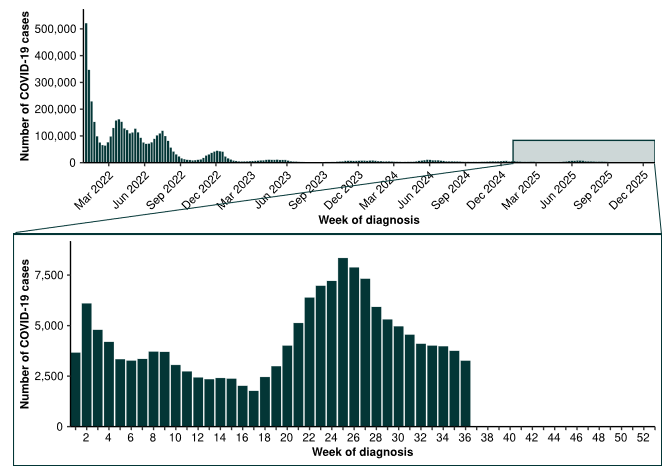 Number of COVID-19 cases
500,000
400,000
300,000
200,000
100,000
0
Mar 2022 Jun 2022 Sep 2022 Dec 2022 Mar 2023 Jun 2023 Sep 2023 Dec 2023 Mar 2024 Jun 2024 Sep 2024 Dec 2024 Mar 2025 Jun 2025 Sep 2025 Dec 2025
Week of diagnosis
Number of COVID-19 cases
7,500
5,000
2,500
0
2 4 6 8 10 12 14 16 18 20 22 24 26 28 30 32 34 36 38 40 42 44 46 48 50 52
Week of diagnosis